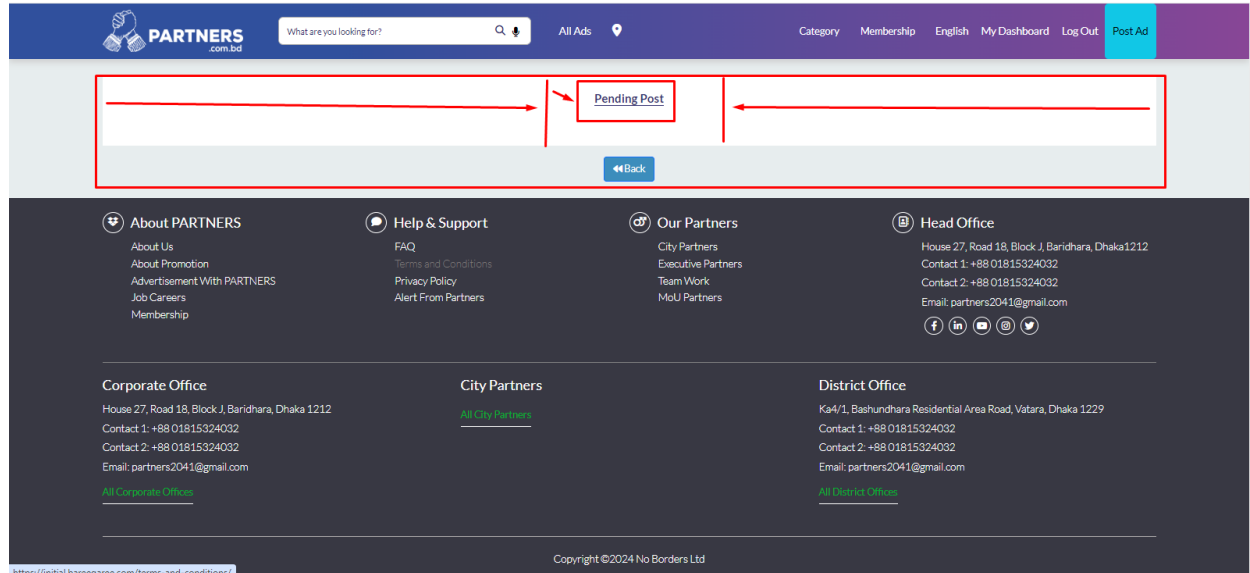 PARTNERS
.com.bd
What are you looking for?
All Ads
Category
Membership
English
My Dashboard
Log Out
Post Ad
Pending Post
Back
About PARTNERS
About Us
About Promotion
Advertisement With PARTNERS
Job Careers
Membership
Help & Support
FAQ
Terms and Conditions
Privacy Policy
Alert From Partners
Our Partners
City Partners
Executive Partners
Team Work
MoU Partners
Head Office
House 27, Road 18, Block J, Baridhara, Dhaka1212
Contact 1: +88 01815324032
Contact 2: +88 01815324032
Email: partners2041@gmail.com
Corporate Office
House 27, Road 18, Block J, Baridhara, Dhaka 1212
Contact 1: +88 01815324032
Contact 2: +88 01815324032
Email: partners2041@gmail.com
All Corporate Offices
City Partners
All City Partners
District Office
Ka4/1, Bashundhara Residential Area Road, Vatara, Dhaka 1229
Contact 1: +88 01815324032
Contact 2: +88 01815324032
Email: partners2041@gmail.com
All District Offices
Copyright ©2024 No Borders Ltd